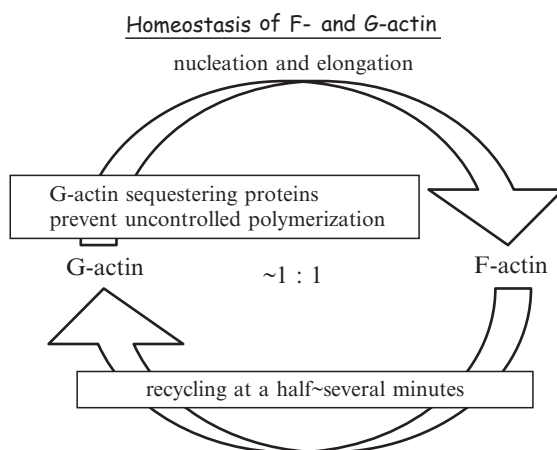 Homeostasis of F- and G-actin
nucleation and elongation
G-actin sequestering proteins
prevent uncontrolled polymerization
G-actin
~1 : 1
F-actin
recycling at a half~several minutes